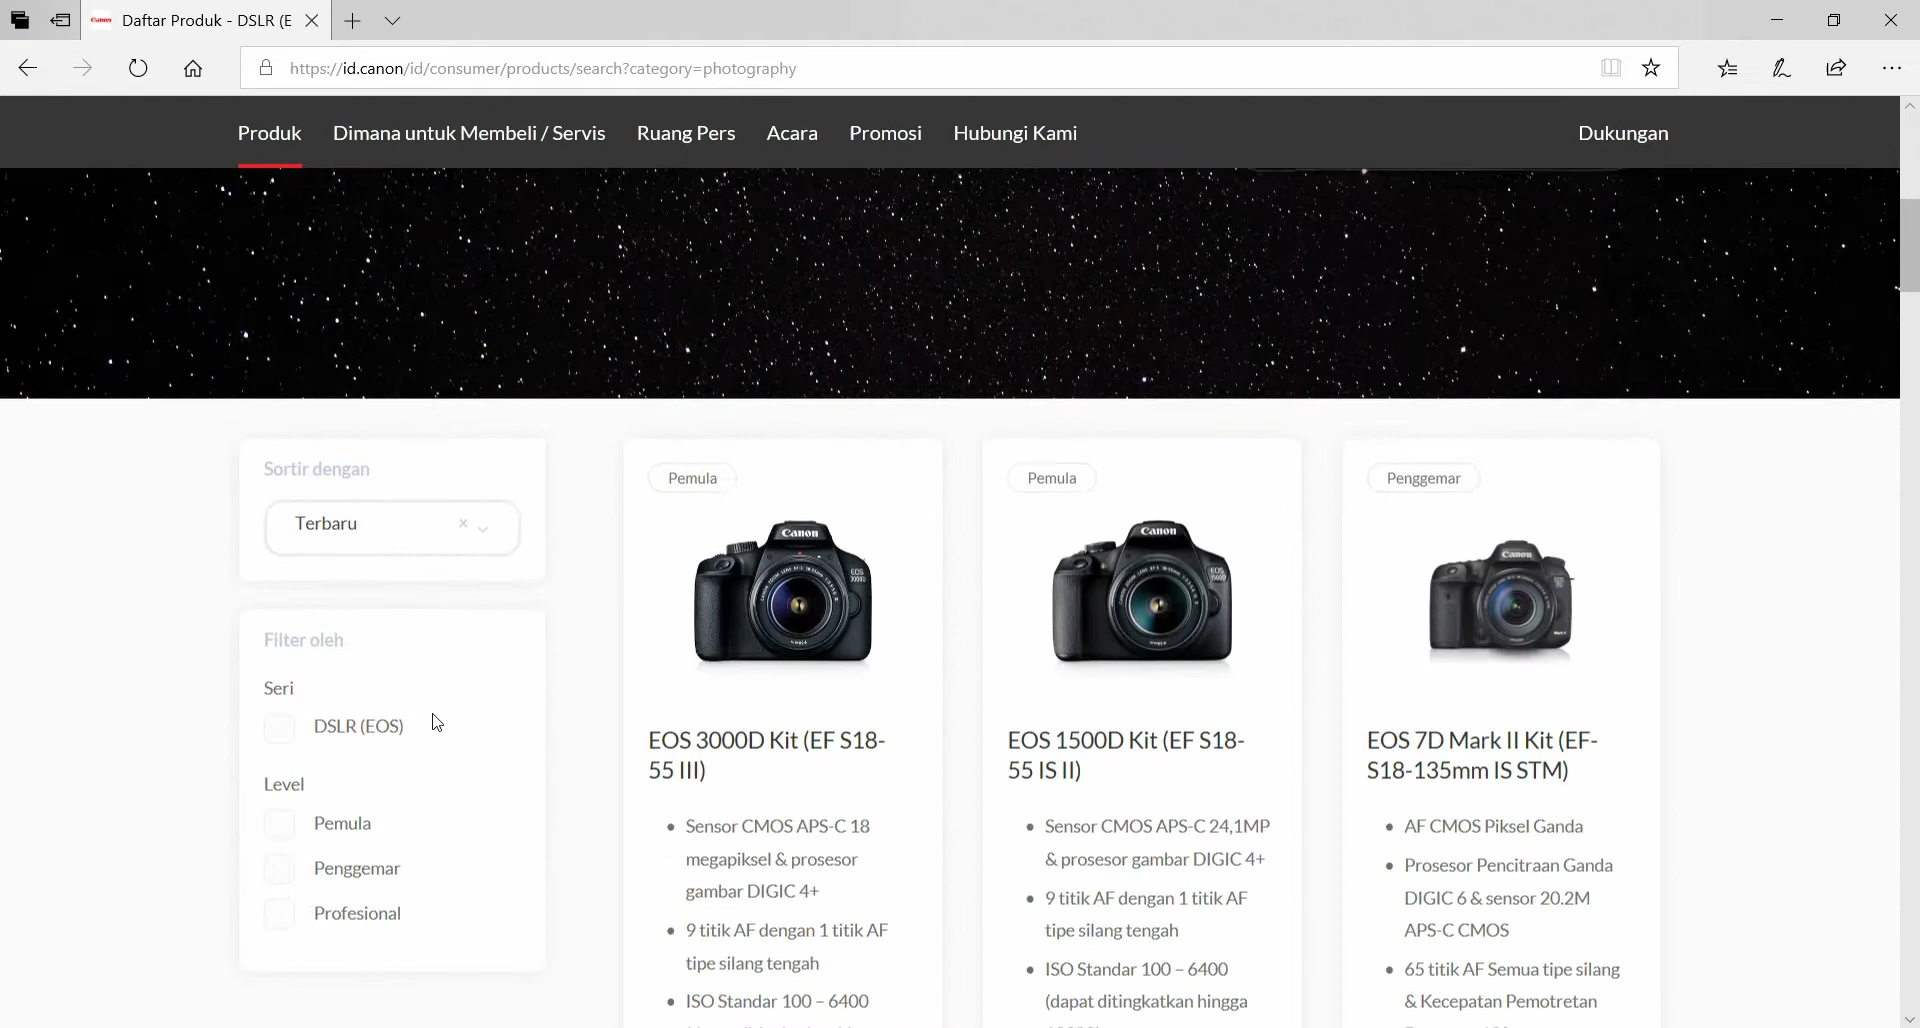 Daftar Produk - DSLR (E
https://id.canon/id/consumer/products/search?category=photography
Produk
Dimana untuk Membeli / Servis
Ruang Pers
Acara
Promosi
Hubungi Kami
Dukungan
Sortir dengan
Terbaru
Filter oleh
Seri
DSLR (EOS)
Level
Pemula
Penggemar
Profesional
Pemula
Canon
EOS 3000D Kit (EF S18-
55 III)
• Sensor CMOS APS-C 18
megapiksel & prosesor
gambar DIGIC 4+
• 9 titik AF dengan 1 titik AF
tipe silang tengah
• ISO Standar 100 – 6400
Pemula
Canon
EOS 1500D Kit (EF S18-
55 IS II)
• Sensor CMOS APS-C 24,1MP
& prosesor gambar DIGIC 4+
• 9 titik AF dengan 1 titik AF
tipe silang tengah
• ISO Standar 100 – 6400
(dapat ditingkatkan hingga
Penggemar
Canon
EOS 7D Mark II Kit (EF-
S18-135mm IS STM)
• AF CMOS Piksel Ganda
• Prosesor Pencitraan Ganda
DIGIC 6 & sensor 20.2M
APS-C CMOS
• 65 titik AF Semua tipe silang
& Kecepatan Pemotretan